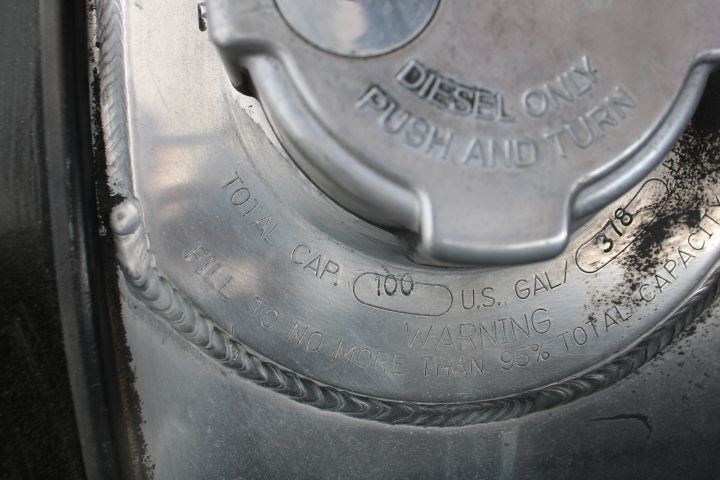 DIESEL ONLY
PUSH AND TURN
TOTAL CAP. 100 U.S. GAL/ 378
WARNING
FILL TO NO MORE THAN 95% TOTAL CAPACITY